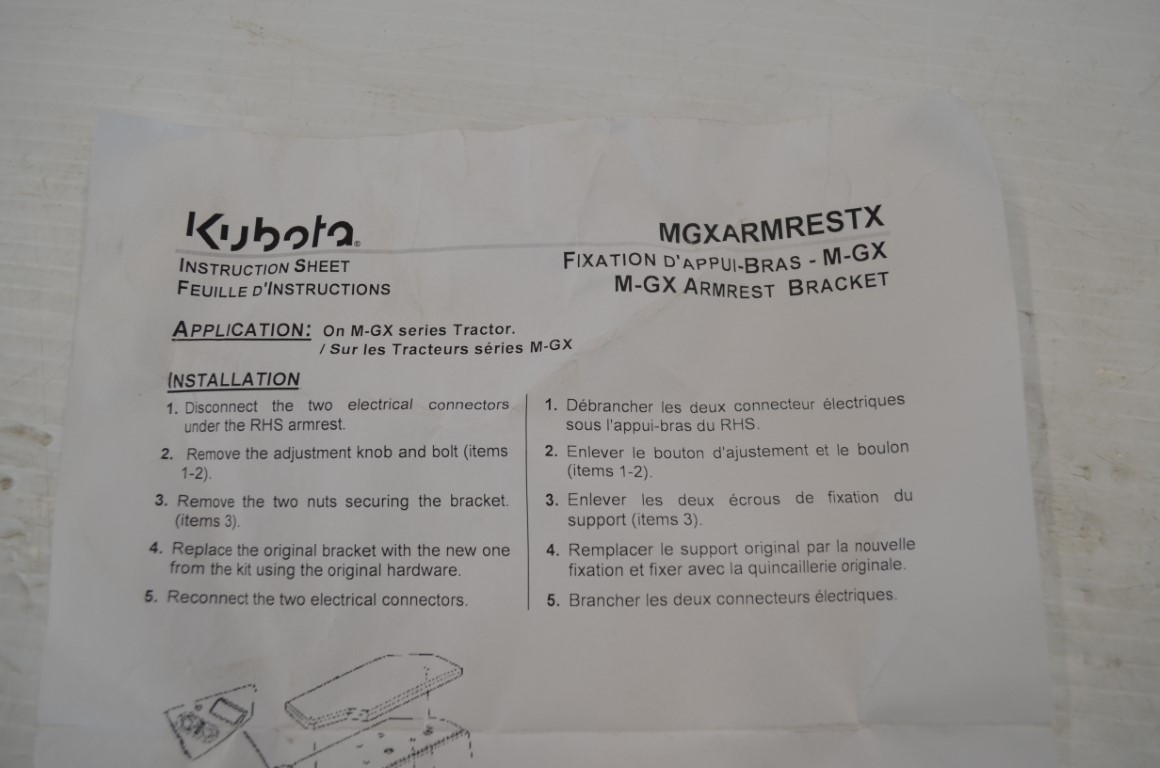 Kubota®
INSTRUCTION SHEET
FEUILLE D'INSTRUCTIONS
MGXARMRESTX
FIXATION D'APPUI-BRAS - M-GX
M-GX ARMREST BRACKET
APPLICATION: On M-GX series Tractor.
/ Sur les Tracteurs séries M-GX
INSTALLATION
1. Disconnect the two electrical connectors
under the RHS armrest.
2. Remove the adjustment knob and bolt (items
1-2).
3. Remove the two nuts securing the bracket.
(items 3).
4. Replace the original bracket with the new one
from the kit using the original hardware.
5. Reconnect the two electrical connectors.
1. Débrancher les deux connecteur électriques
sous l'appui-bras du RHS.
2. Enlever le bouton d'ajustement et le boulon
(items 1-2).
3. Enlever les deux écrous de fixation du
support (items 3).
4. Remplacer le support original par la nouvelle
fixation et fixer avec la quincaillerie originale.
5. Brancher les deux connecteurs électriques.